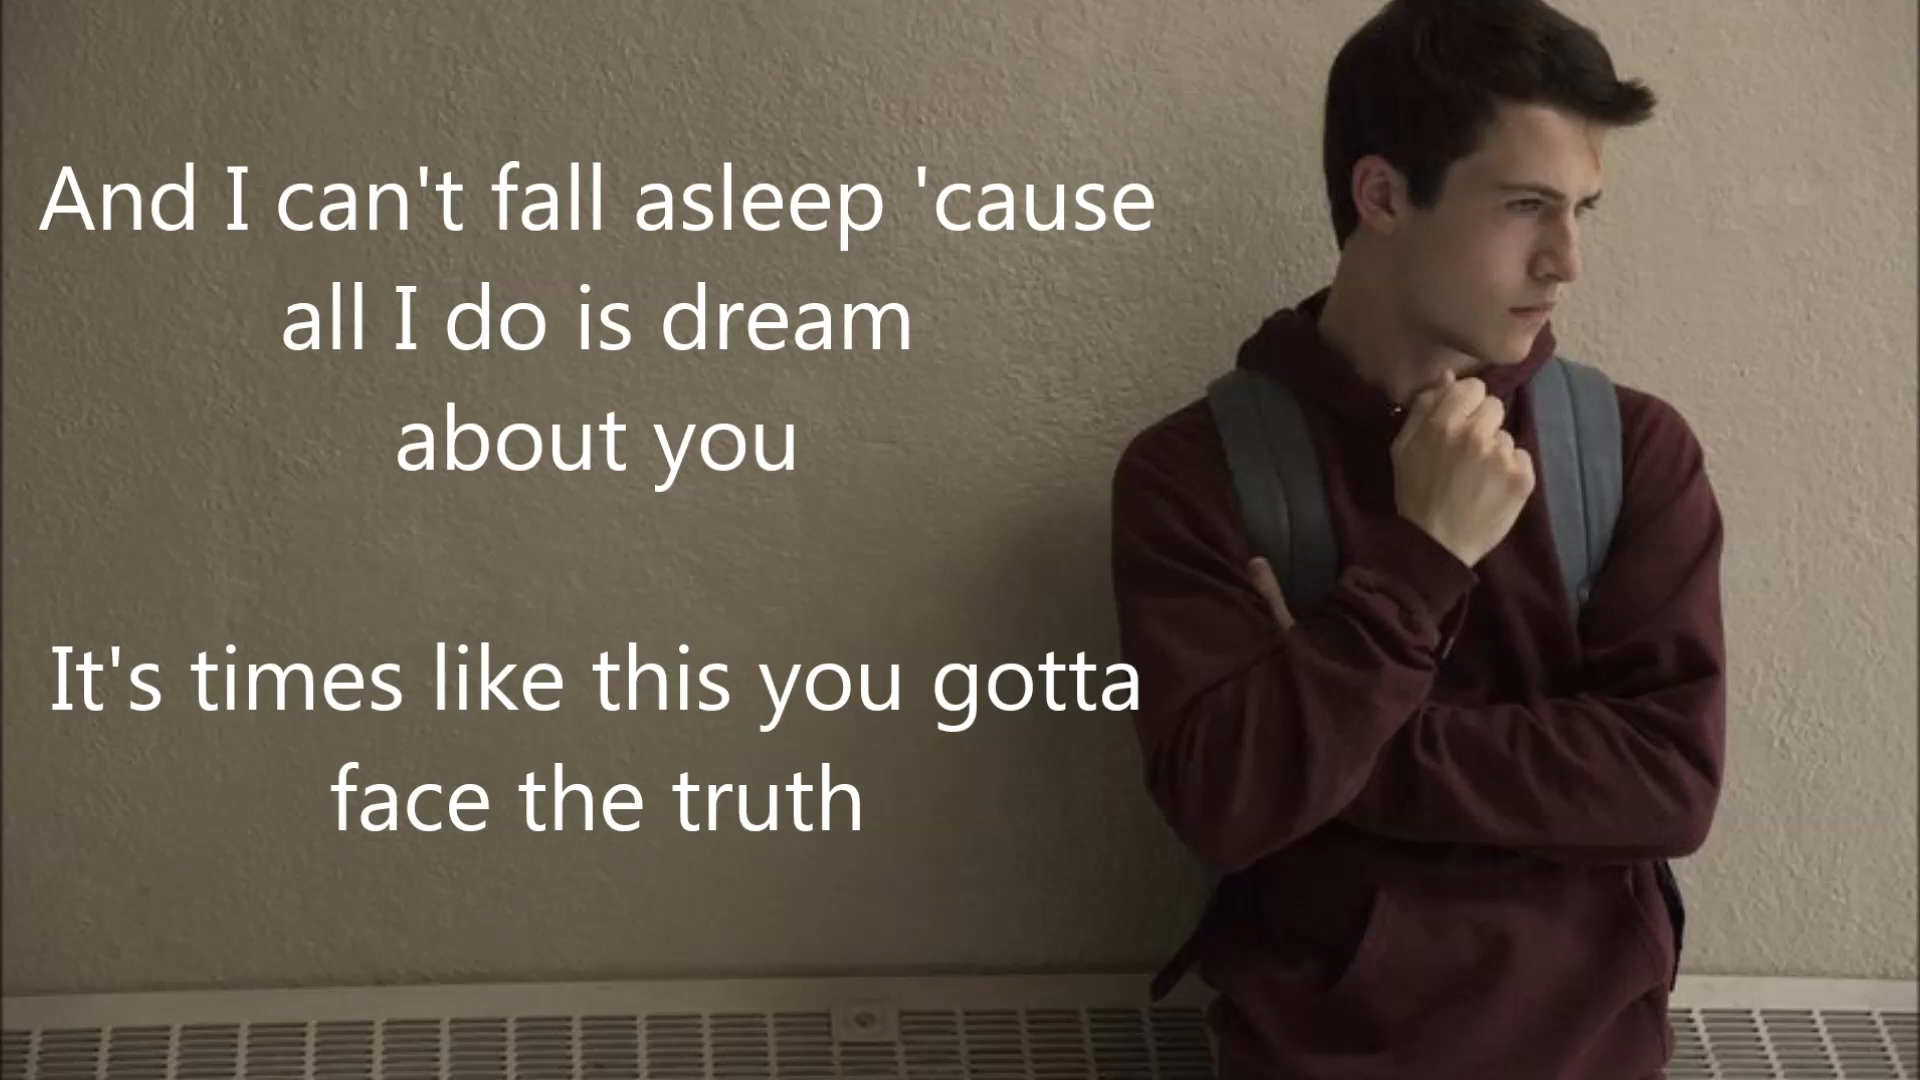 And I can't fall asleep 'cause
all I do is dream
about you
It's times like this you gotta
face the truth